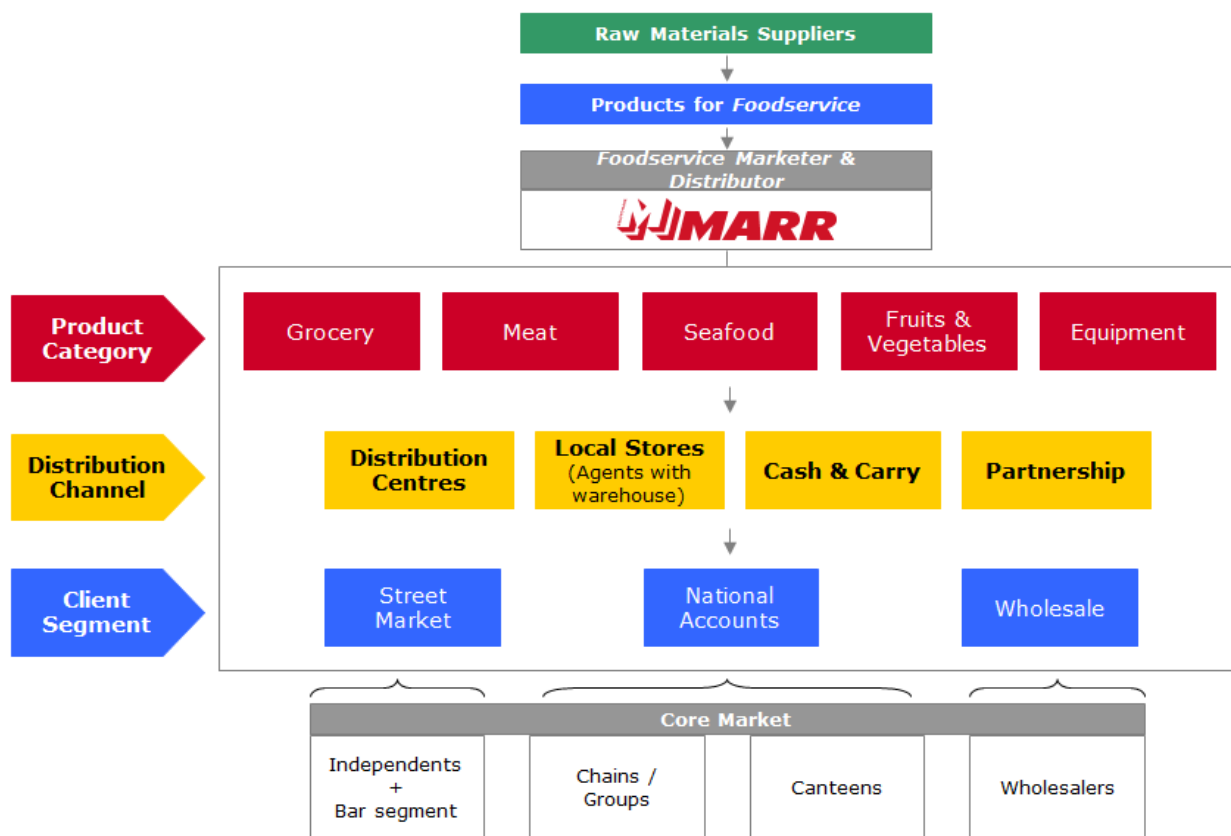 Raw Materials Suppliers
Products for Foodservice
Foodservice Marketer &
Distributor
MARR
Product
Category
Grocery
Meat
Seafood
Fruits &
Vegetables
Equipment
Distribution
Channel
Distribution
Centres
Local Stores
(Agents with
warehouse)
Cash & Carry
Partnership
Client
Segment
Street
Market
National
Accounts
Wholesale
Core Market
Independents
+
Bar segment
Chains /
Groups
Canteens
Wholesalers